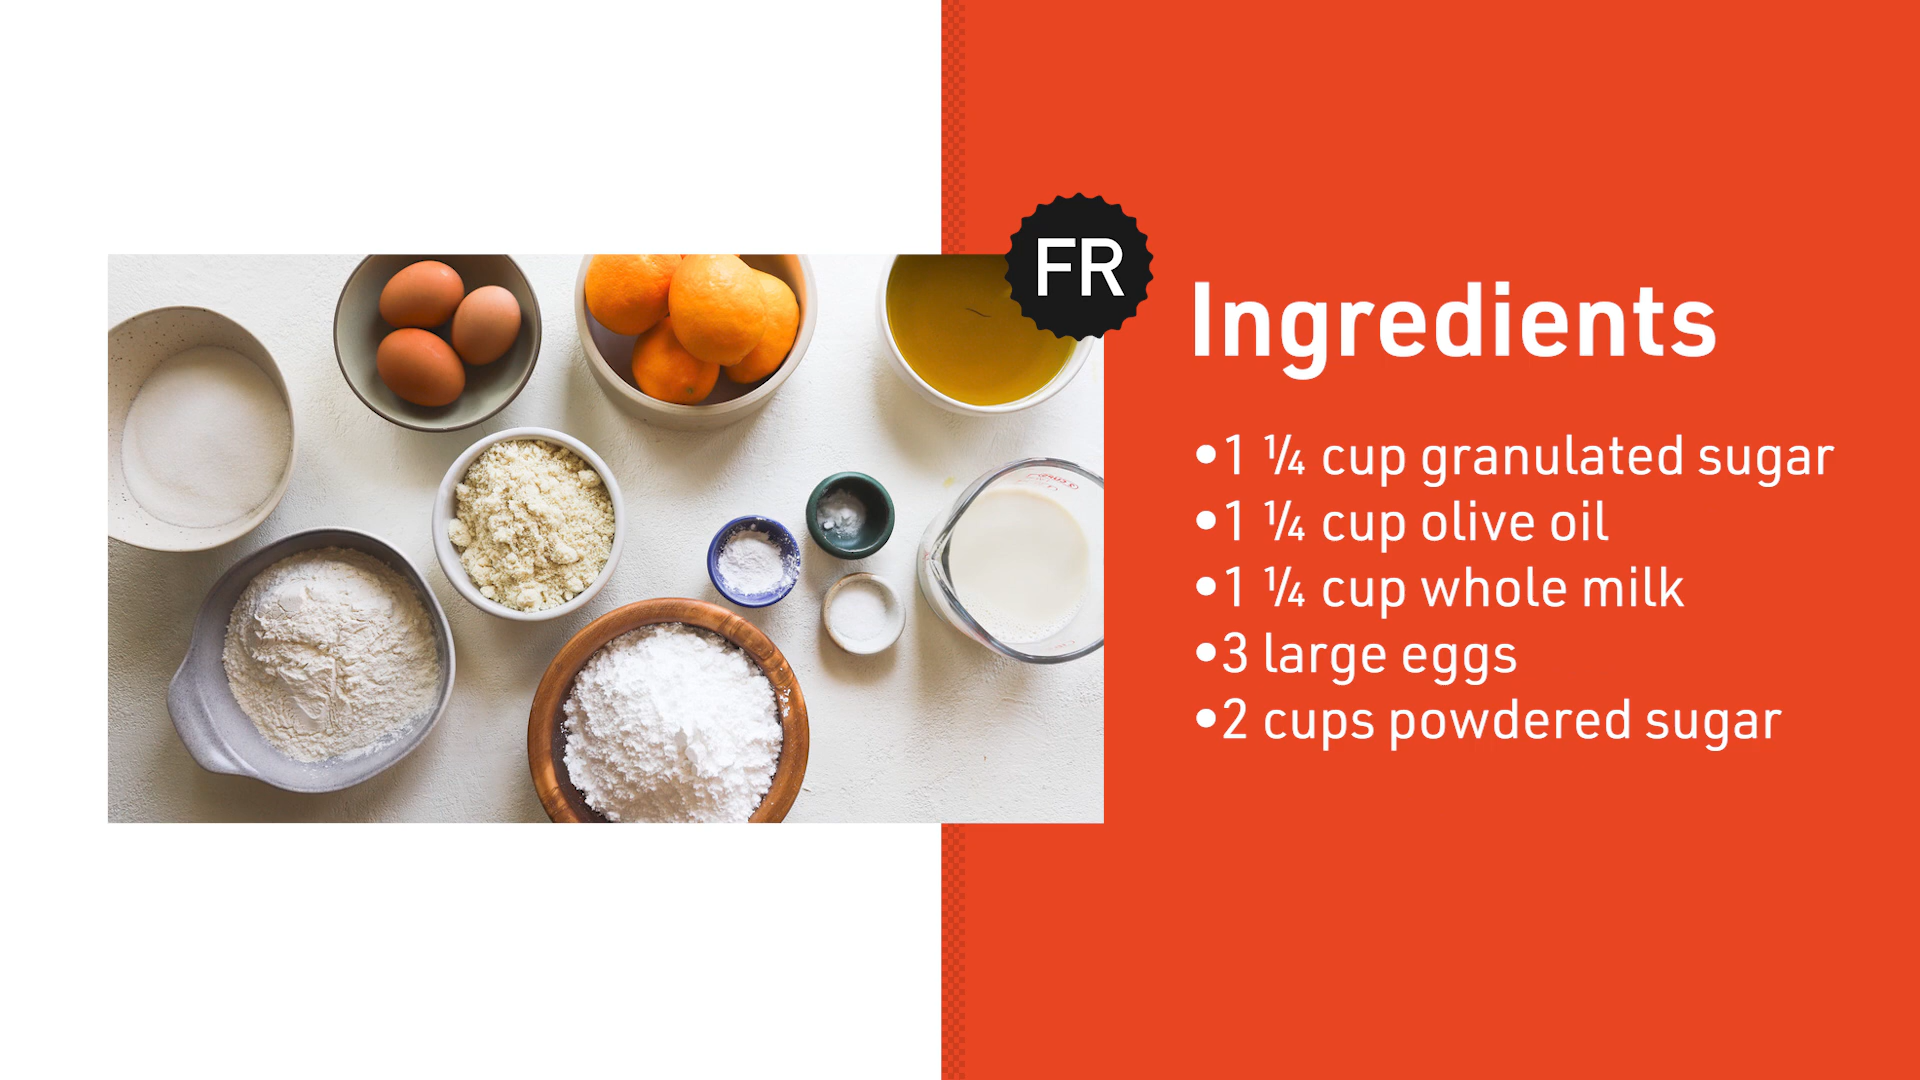 FR
Ingredients
•1 ¼ cup granulated sugar
•1 ¼ cup olive oil
•1 ¼ cup whole milk
•3 large eggs
•2 cups powdered sugar